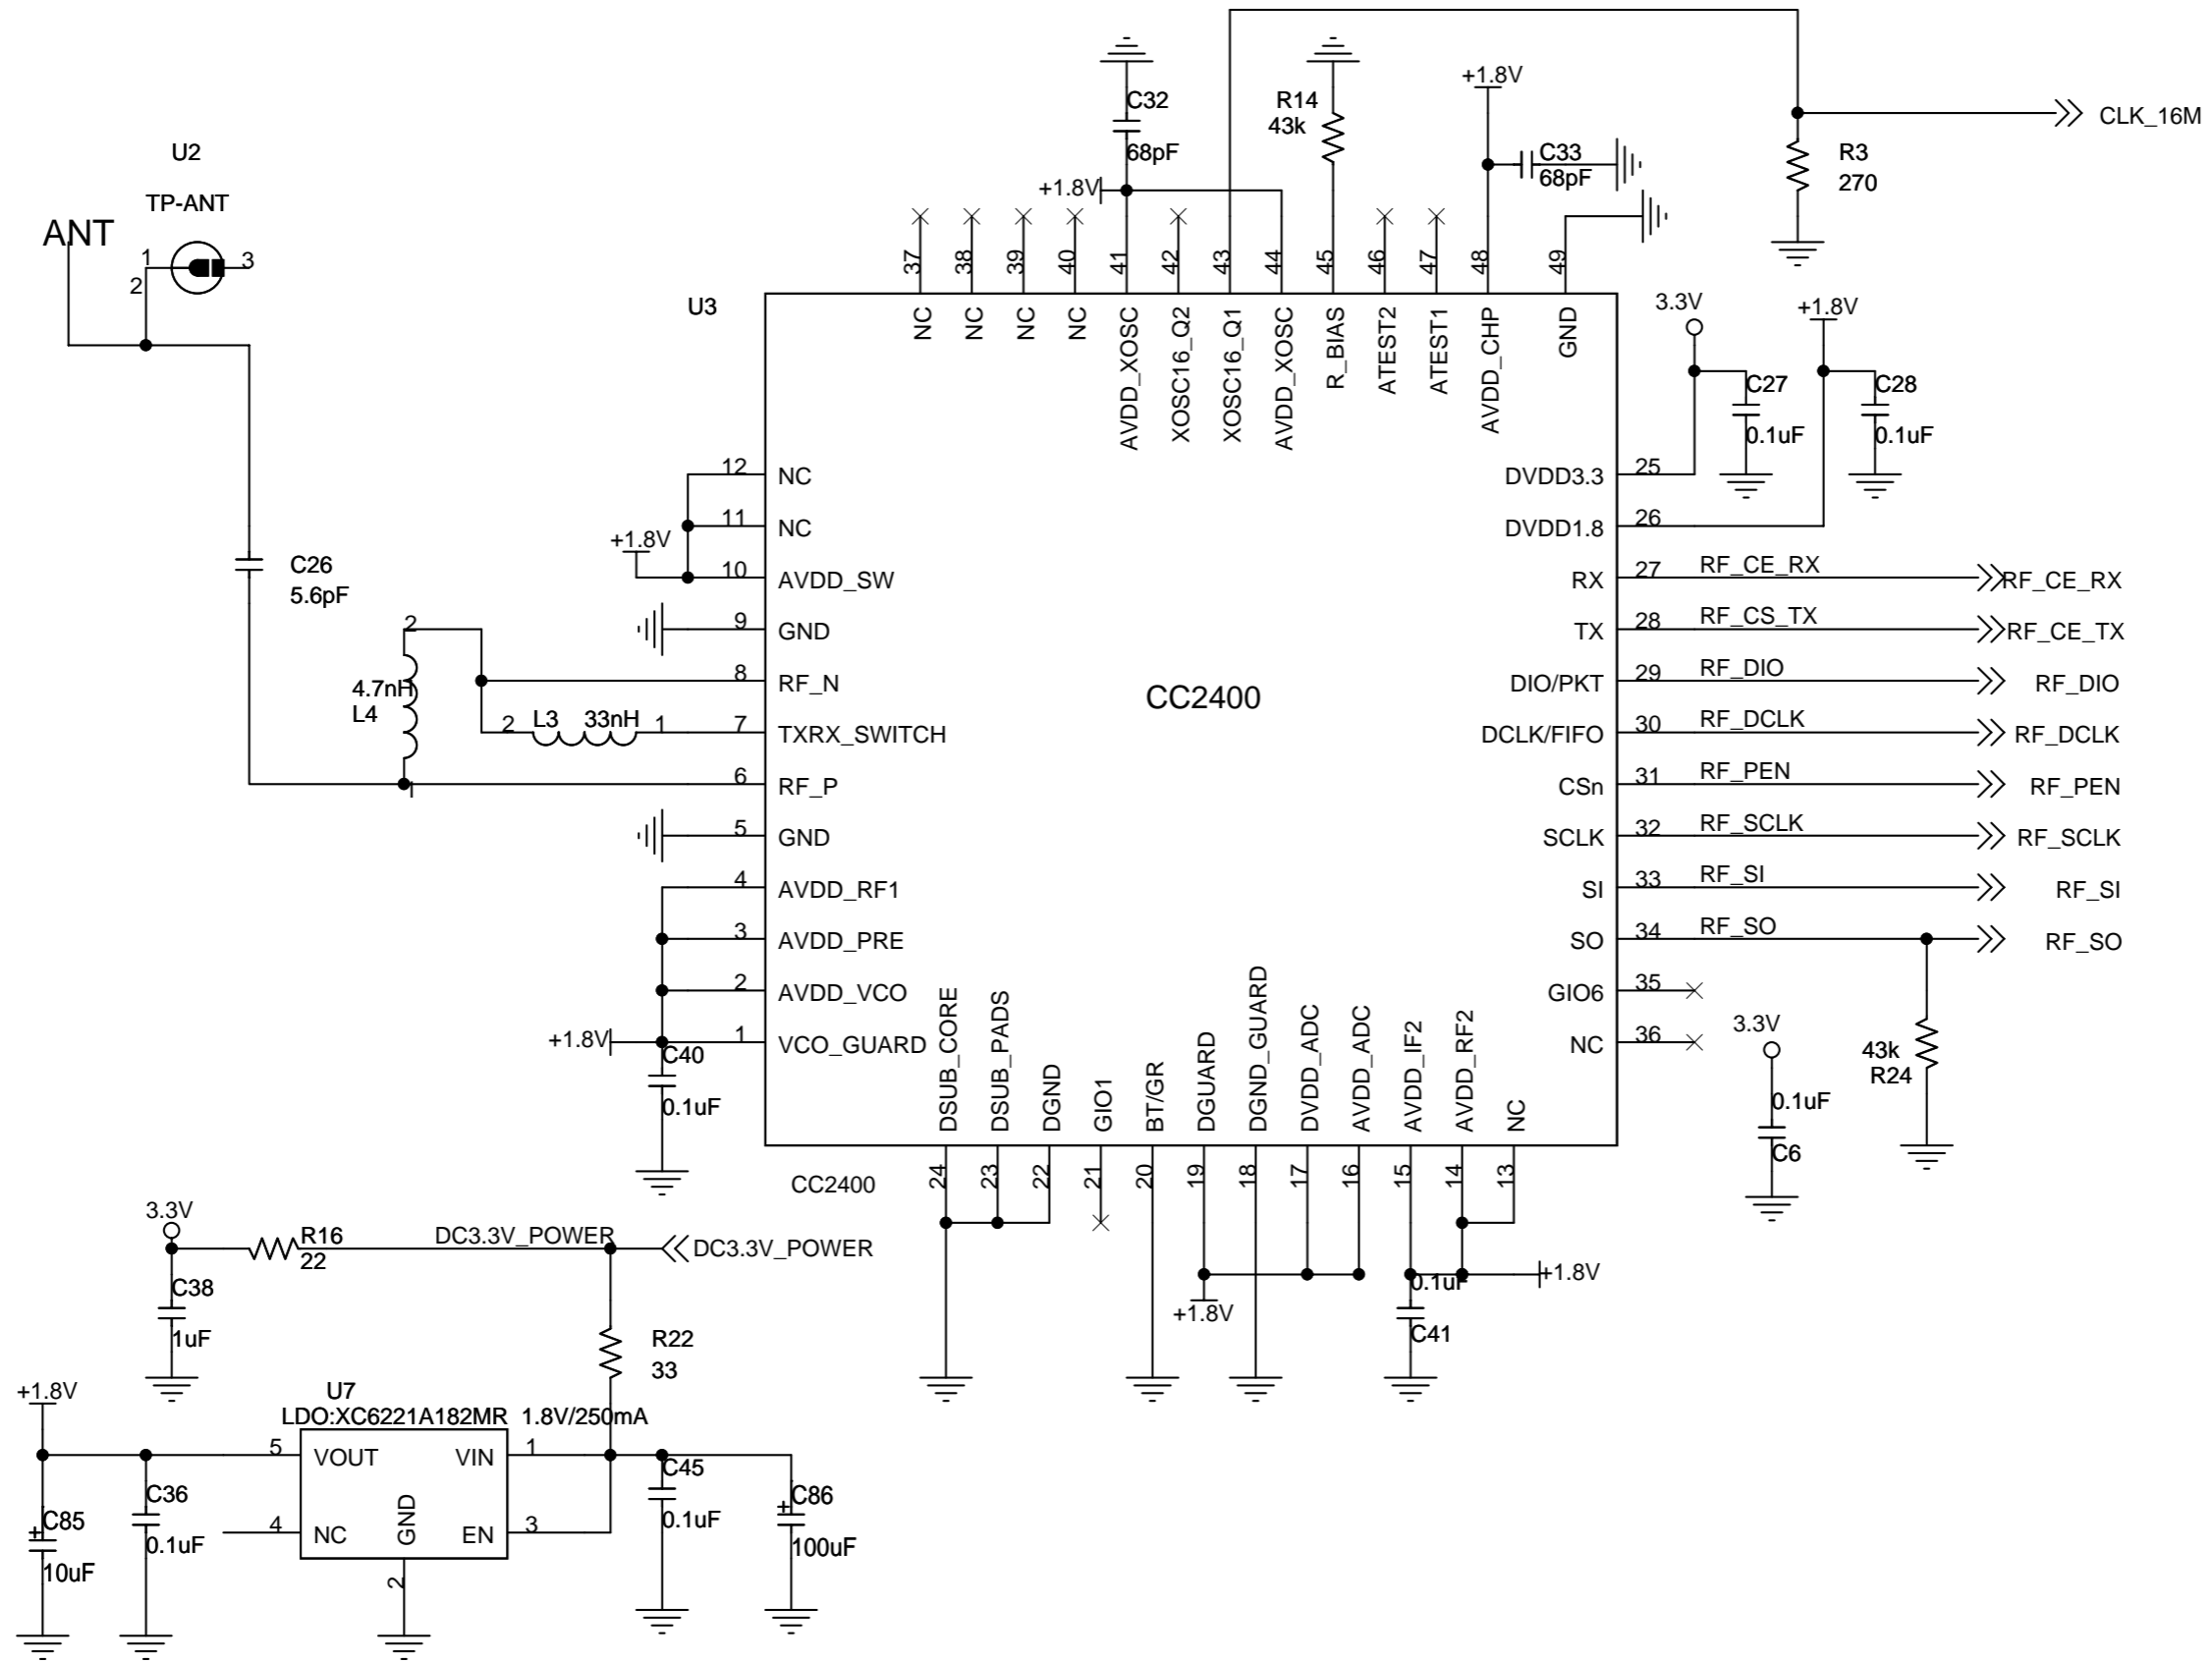 CLK_16M
R3
270
C32
68pF
R14
43k
+1.8V
C33
68pF
+1.8V
U2
TP-ANT
ANT
1
2
3
37
38
39
40
41
42
43
44
45
46
47
48
49
U3
NC
NC
NC
NC
AVDD_XOSC
XOSC16_Q2
XOSC16_Q1
AVDD_XOSC
R_BIAS
ATEST2
ATEST1
AVDD_CHP
GND
3.3V
+1.8V
C27
0.1uF
C28
0.1uF
12 NC
11 NC
+1.8V
10 AVDD_SW
9 GND
8 RF_N
7 TXRX_SWITCH
6 RF_P
5 GND
4 AVDD_RF1
3 AVDD_PRE
2 AVDD_VCO
1 VCO_GUARD
C26
5.6pF
2
4.7nH
L4
1
2 L3 33nH 1
+1.8V
C40
0.1uF
CC2400
DVDD3.3 25
DVDD1.8 26
RX 27 RF_CE_RX RF_CE_RX
TX 28 RF_CS_TX RF_CE_TX
DIO/PKT 29 RF_DIO RF_DIO
DCLK/FIFO 30 RF_DCLK RF_DCLK
CSn 31 RF_PEN RF_PEN
SCLK 32 RF_SCLK RF_SCLK
SI 33 RF_SI RF_SI
SO 34 RF_SO RF_SO
GIO6 35
NC 36
3.3V
0.1uF
C6
43k
R24
DSUB_CORE
DSUB_PADS
DGND
GIO1
BT/GR
DGUARD
DGND_GUARD
DVDD_ADC
AVDD_ADC
AVDD_IF2
AVDD_RF2
NC
CC2400
24
23
22
21
20
19
18
17
16
15
14
13
+1.8V
0.1uF
C41
+1.8V
3.3V
R16
22
DC3.3V_POWER
DC3.3V_POWER
C38
1uF
R22
33
+1.8V
U7
LDO:XC6221A182MR 1.8V/250mA
5 VOUT VIN 1
4 NC GND EN 3
2
C36
0.1uF
+
C85
10uF
C45
0.1uF
+
C86
100uF